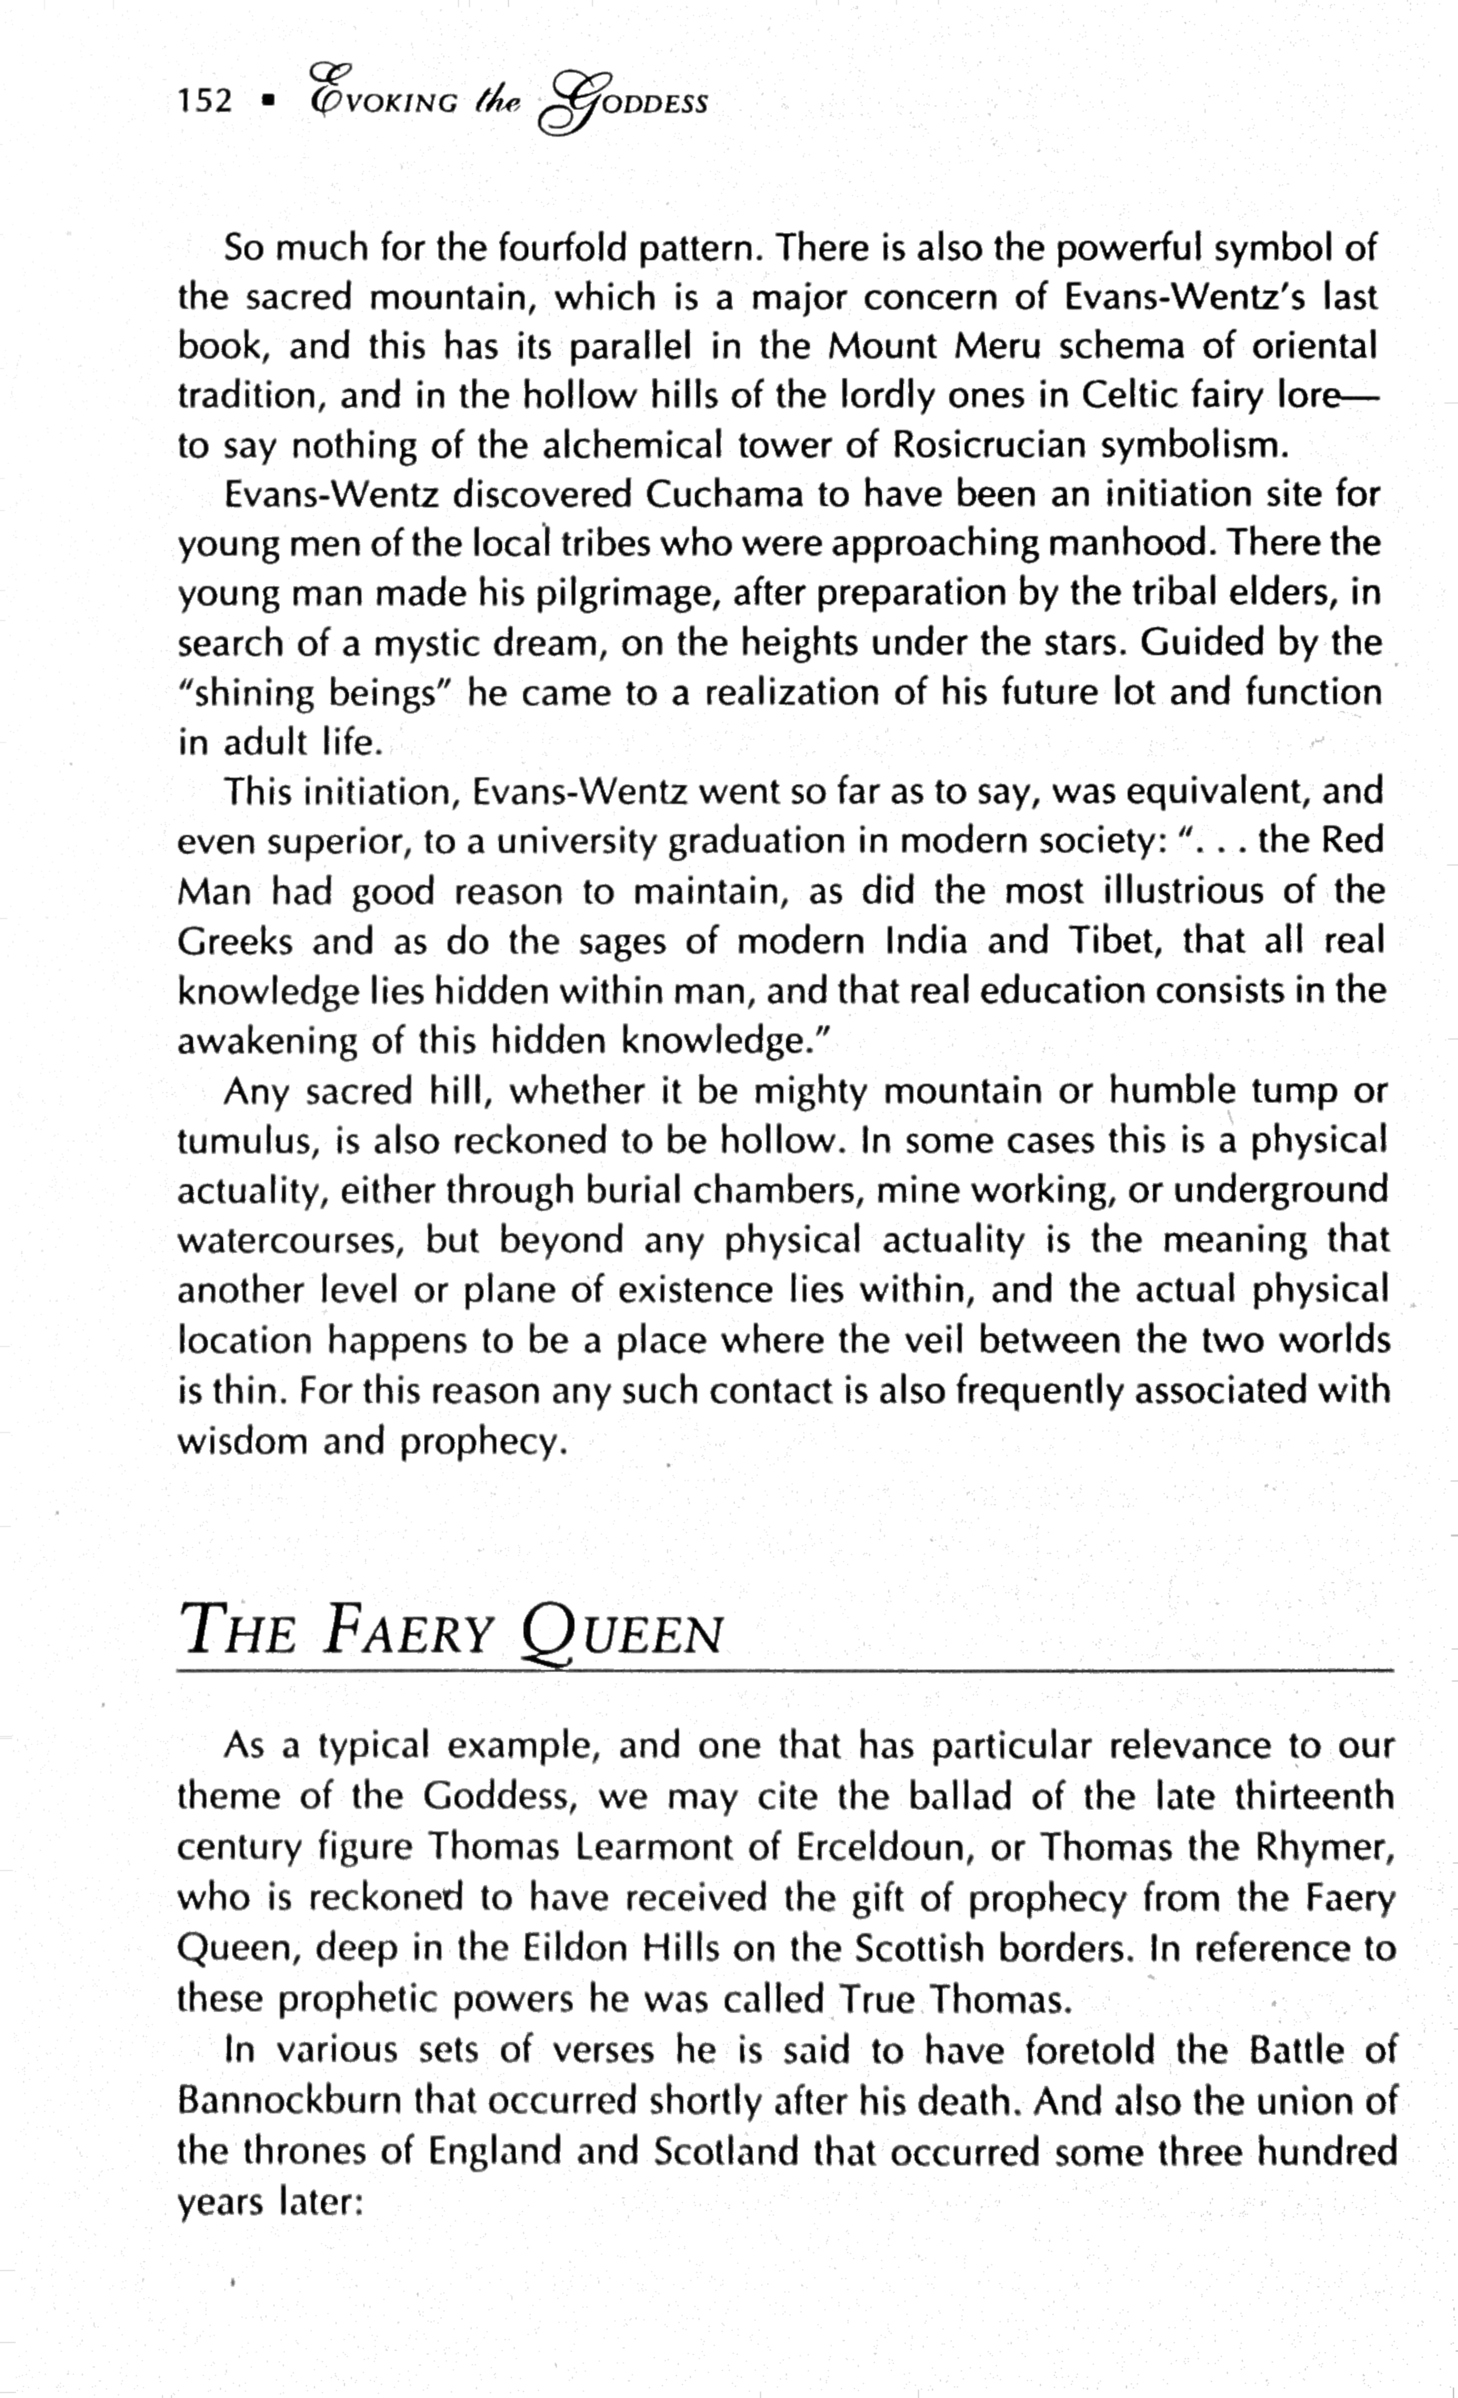 152 ▪ EVOKING the GODDESS
So much for the fourfold pattern. There is also the powerful symbol of
the sacred mountain, which is a major concern of Evans-Wentz's last
book, and this has its parallel in the Mount Meru schema of oriental
tradition, and in the hollow hills of the lordly ones in Celtic fairy lore—
to say nothing of the alchemical tower of Rosicrucian symbolism.
Evans-Wentz discovered Cuchama to have been an initiation site for
young men of the local tribes who were approaching manhood. There the
young man made his pilgrimage, after preparation by the tribal elders, in
search of a mystic dream, on the heights under the stars. Guided by the
"shining beings" he came to a realization of his future lot and function
in adult life.
This initiation, Evans-Wentz went so far as to say, was equivalent, and
even superior, to a university graduation in modern society: ". . . the Red
Man had good reason to maintain, as did the most illustrious of the
Greeks and as do the sages of modern India and Tibet, that all real
knowledge lies hidden within man, and that real education consists in the
awakening of this hidden knowledge."
Any sacred hill, whether it be mighty mountain or humble tump or
tumulus, is also reckoned to be hollow. In some cases this is a physical
actuality, either through burial chambers, mine working, or underground
watercourses, but beyond any physical actuality is the meaning that
another level or plane of existence lies within, and the actual physical
location happens to be a place where the veil between the two worlds
is thin. For this reason any such contact is also frequently associated with
wisdom and prophecy.
THE FAERY QUEEN
As a typical example, and one that has particular relevance to our
theme of the Goddess, we may cite the ballad of the late thirteenth
century figure Thomas Learmont of Erceldoun, or Thomas the Rhymer,
who is reckoned to have received the gift of prophecy from the Faery
Queen, deep in the Eildon Hills on the Scottish borders. In reference to
these prophetic powers he was called True Thomas.
In various sets of verses he is said to have foretold the Battle of
Bannockburn that occurred shortly after his death. And also the union of
the thrones of England and Scotland that occurred some three hundred
years later: